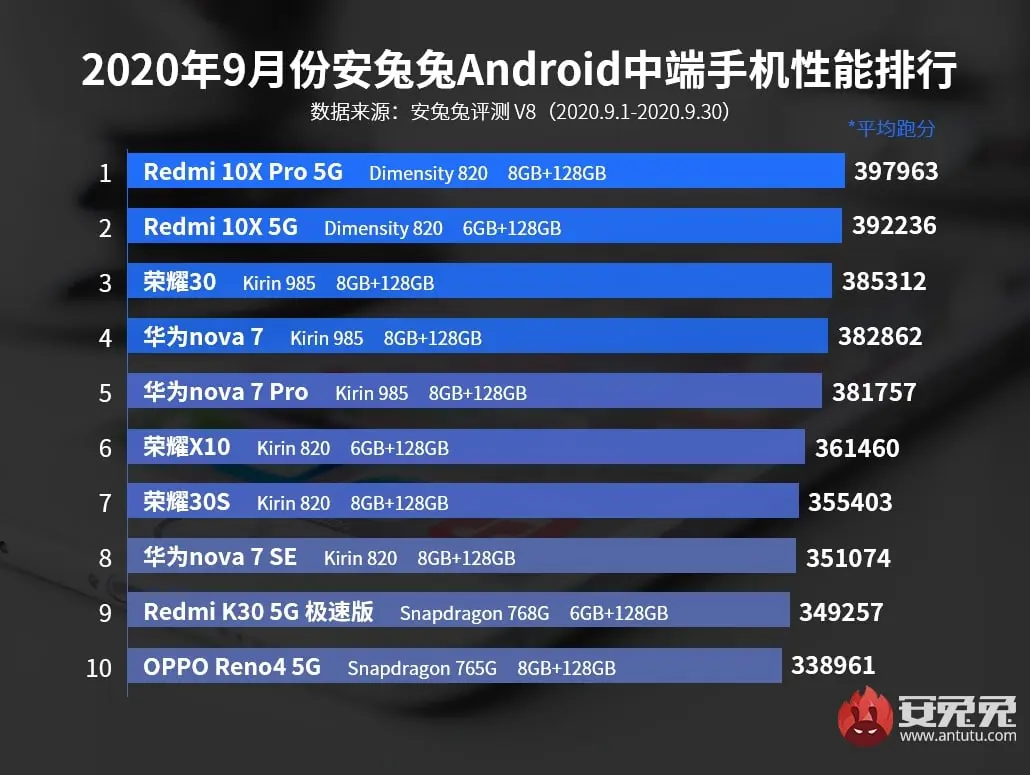 2020年9月份安兔兔Android中端手机性能排行
数据来源：安兔兔评测 V8（2020.9.1-2020.9.30）
*平均跑分
1 Redmi 10X Pro 5G Dimensity 820 8GB+128GB 397963
2 Redmi 10X 5G Dimensity 820 6GB+128GB 392236
3 荣耀30 Kirin 985 8GB+128GB 385312
4 华为nova 7 Kirin 985 8GB+128GB 382862
5 华为nova 7 Pro Kirin 985 8GB+128GB 381757
6 荣耀X10 Kirin 820 6GB+128GB 361460
7 荣耀30S Kirin 820 8GB+128GB 355403
8 华为nova 7 SE Kirin 820 8GB+128GB 351074
9 Redmi K30 5G 极速版 Snapdragon 768G 6GB+128GB 349257
10 OPPO Reno4 5G Snapdragon 765G 8GB+128GB 338961
安兔兔
www.antutu.com